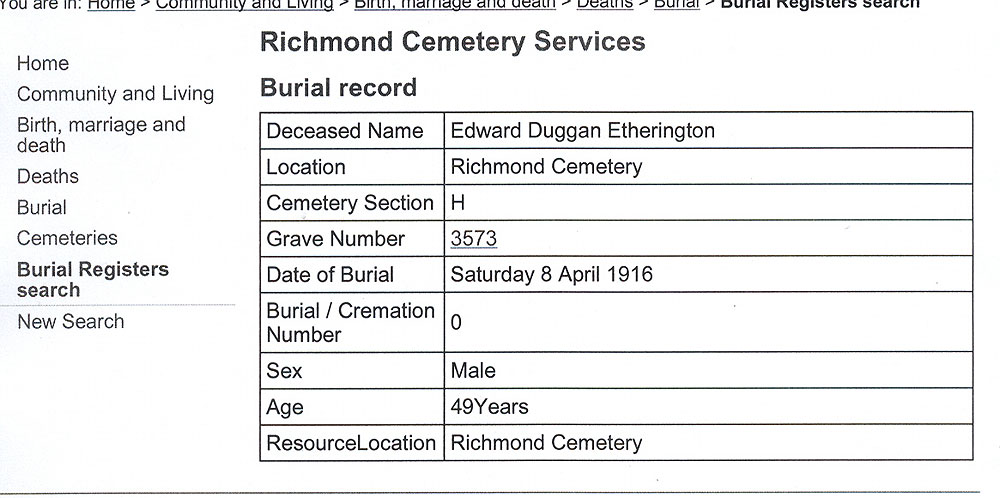 You are in: Home > Community and Living > Birth, marriage and death > Deaths > Burial > Burial Registers search
Home
Community and Living
Birth, marriage and
death
Deaths
Burial
Cemeteries
Burial Registers
search
New Search
Richmond Cemetery Services
Burial record
Deceased Name Edward Duggan Etherington
Location Richmond Cemetery
Cemetery Section H
Grave Number 3573
Date of Burial Saturday 8 April 1916
Burial / Cremation
Number 0
Sex Male
Age 49Years
ResourceLocation Richmond Cemetery